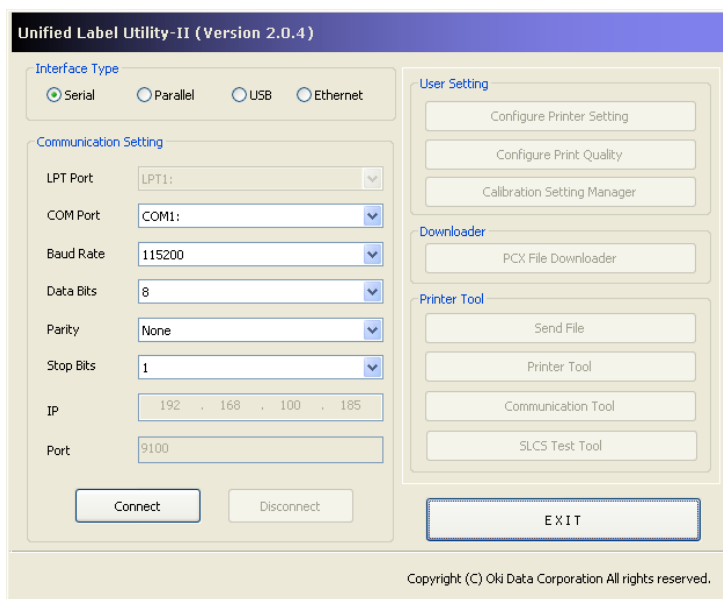 Unified Label Utility-II (Version 2.0.4)
Interface Type
Serial Parallel USB Ethernet
Communication Setting
LPT Port LPT1:
COM Port COM1:
Baud Rate 115200
Data Bits 8
Parity None
Stop Bits 1
IP 192 . 168 . 100 . 185
Port 9100
Connect Disconnect
User Setting
Configure Printer Setting
Configure Print Quality
Calibration Setting Manager
Downloader
PCX File Downloader
Printer Tool
Send File
Printer Tool
Communication Tool
SLCS Test Tool
EXIT
Copyright (C) Oki Data Corporation All rights reserved.